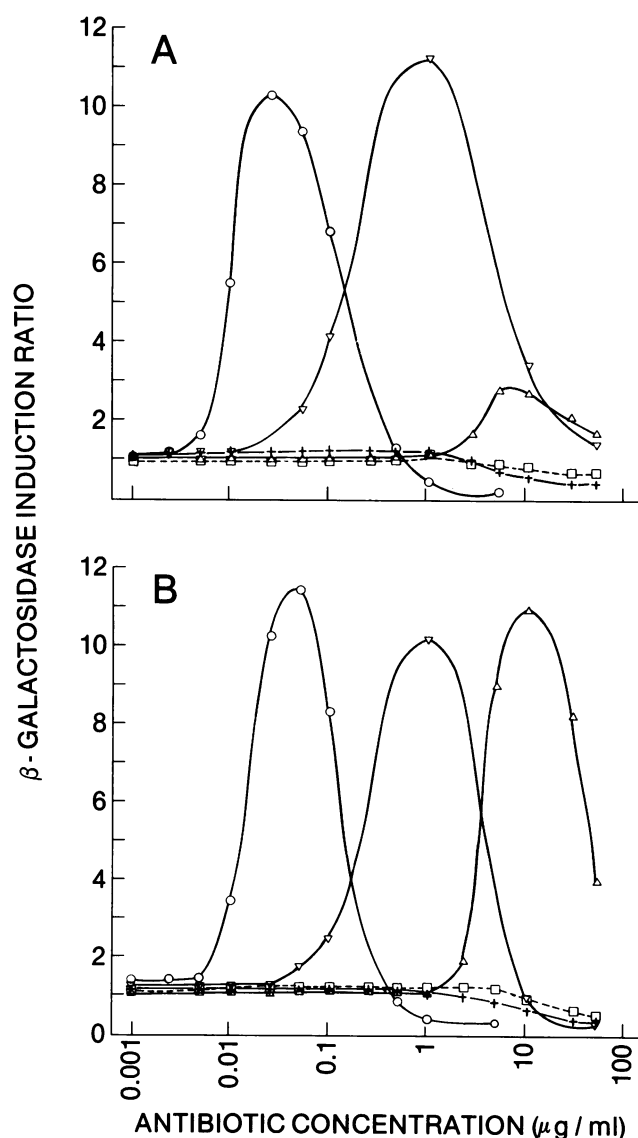 β-GALACTOSIDASE INDUCTION RATIO
A
12
10
8
6
4
2
B
12
10
8
6
4
2
0
0.001 0.01 0.1 1 10 100
ANTIBIOTIC CONCENTRATION (μg / ml)